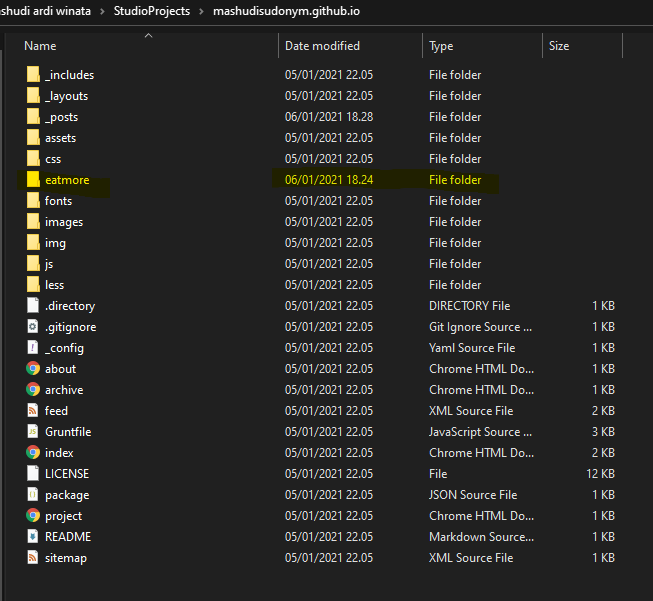 ashudi ardi winata > StudioProjects > mashudisudonym.github.io
Name Date modified Type Size
_includes 05/01/2021 22.05 File folder
_layouts 05/01/2021 22.05 File folder
_posts 06/01/2021 18.28 File folder
assets 05/01/2021 22.05 File folder
css 05/01/2021 22.05 File folder
eatmore 06/01/2021 18.24 File folder
fonts 05/01/2021 22.05 File folder
images 05/01/2021 22.05 File folder
img 05/01/2021 22.05 File folder
js 05/01/2021 22.05 File folder
less 05/01/2021 22.05 File folder
.directory 05/01/2021 22.05 DIRECTORY File 1 KB
.gitignore 05/01/2021 22.05 Git Ignore Source ... 1 KB
_config 05/01/2021 22.05 Yaml Source File 1 KB
about 05/01/2021 22.05 Chrome HTML Do... 1 KB
archive 05/01/2021 22.05 Chrome HTML Do... 1 KB
feed 05/01/2021 22.05 XML Source File 2 KB
Gruntfile 05/01/2021 22.05 JavaScript Source ... 3 KB
index 05/01/2021 22.05 Chrome HTML Do... 2 KB
LICENSE 05/01/2021 22.05 File 12 KB
package 05/01/2021 22.05 JSON Source File 1 KB
project 05/01/2021 22.05 Chrome HTML Do... 1 KB
README 05/01/2021 22.05 Markdown Source... 1 KB
sitemap 05/01/2021 22.05 XML Source File 1 KB